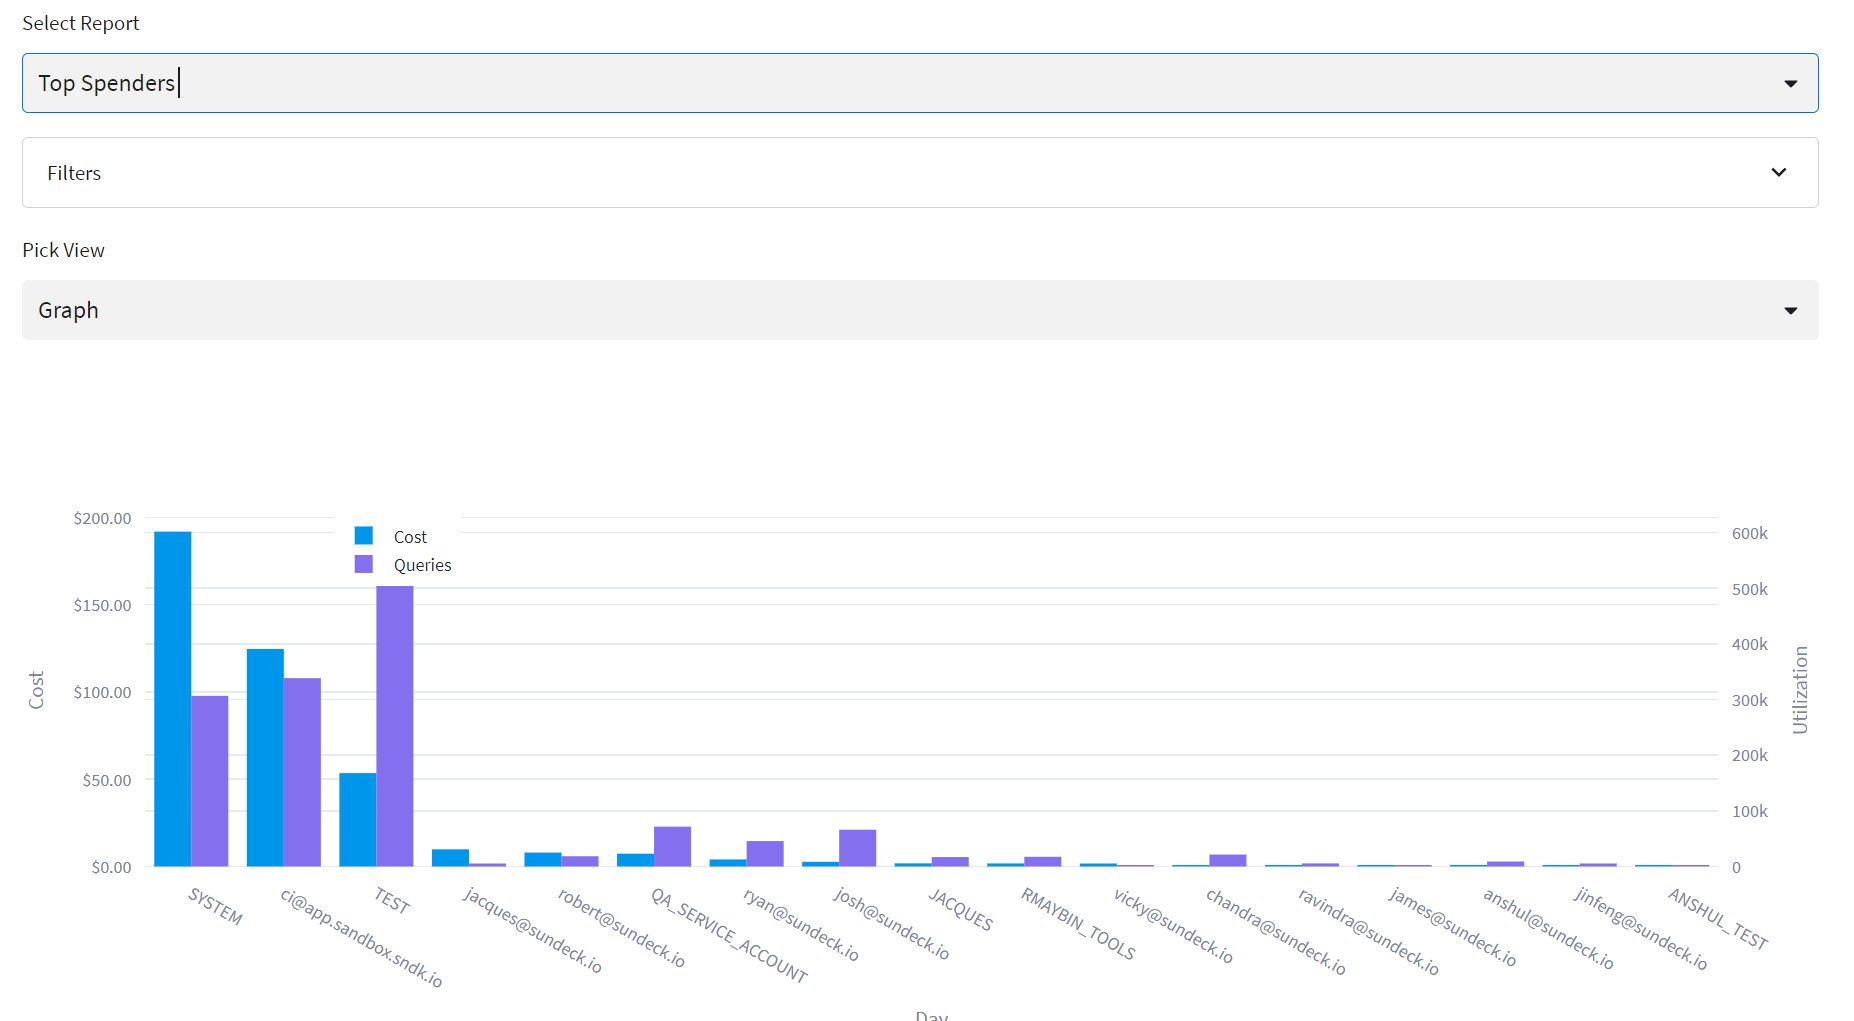 Select Report
Top Spenders
Filters
Pick View
Graph
Cost
Queries
$200.00
$150.00
$100.00
$50.00
$0.00
Cost
600k
500k
400k
300k
200k
100k
0
Utilization
SYSTEM
ci@app.sandbox.sndk.io
TEST
jacques@sundeck.io
robert@sundeck.io
QA_SERVICE_ACCOUNT
ryan@sundeck.io
josh@sundeck.io
JACQUES
RMAYBIN_TOOLS
vicky@sundeck.io
chandra@sundeck.io
ravindra@sundeck.io
james@sundeck.io
anshul@sundeck.io
jinfeng@sundeck.io
ANSHUL_TEST
Day